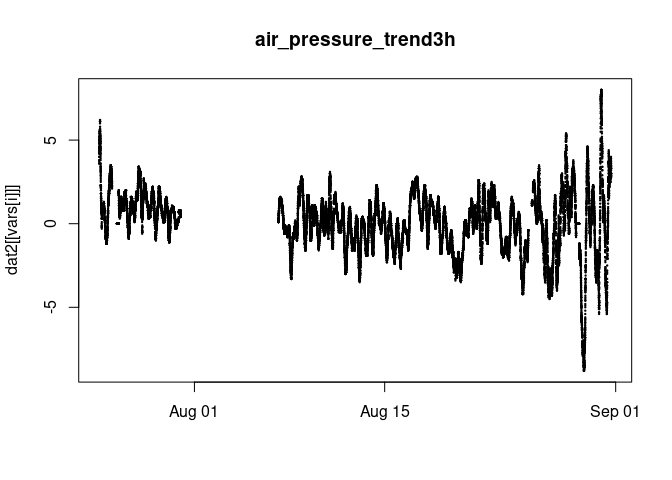 air_pressure_trend3h
dat2[[vars[i]]]
5
0
-5
Aug 01
Aug 15
Sep 01